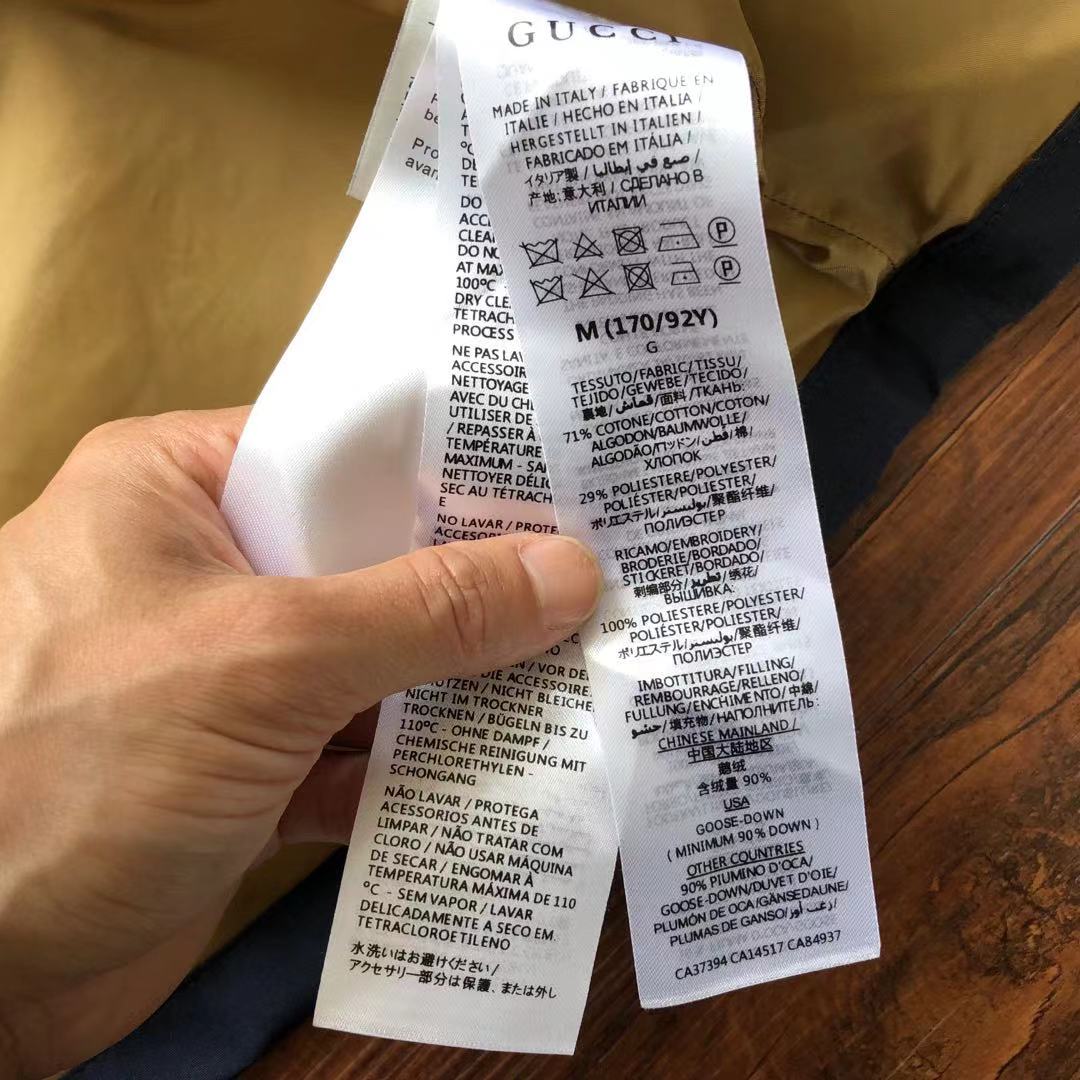 GUCCI
MADE IN ITALY / FABRIQUE EN
ITALIE / HECHO EN ITALIA /
HERGESTELLT IN ITALIEN /
FABRICADO EM ITÁLIA /
イタリア製 / صنع في إيطاليا /
产地:意大利 / СДЕЛАНО В
ИТАЛИИ
P
P
M (170/92Y)
G
TESSUTO/FABRIC/TISSU/
TEJIDO/GEWEBE/TECIDO/
裏地/قماش/面料/ТКАНЬ:
71% COTONE/COTTON/COTON/
ALGODON/BAUMWOLLE/
ALGODÃO/コットン/قطن/棉/
ХЛОПОК
29% POLIESTERE/POLYESTER/
POLIÉSTER/POLYESTER/
ポリエステル/بوليستر/聚酯纤维/
ПОЛИЭСТЕР
RICAMO/EMBROIDERY/
BRODERIE/BORDADO/
STICKERET/BORDADO/
刺编部分/تطريز/绣花/
ВЫШИВКА:
100% POLIESTERE/POLYESTER/
POLIÉSTER/POLYESTER/
ポリエステル/بوليستر/聚酯纤维/
ПОЛИЭСТЕР
IMBOTTITURA/FILLING/
REMBOURRAGE/RELLENO/
FULLUNG/ENCHIMENTO/中綿/
حشو/填充物/НАПОЛНИТЕЛЬ:
CHINESE MAINLAND /
中国大陆地区
鹅绒
含绒量 90%
USA
GOOSE-DOWN
( MINIMUM 90% DOWN )
OTHER COUNTRIES
90% PIUMINO D'OCA/
GOOSE-DOWN/DUVET D'OIE/
PLUMÓN DE OCA/GÄNSEDAUNE/
PLUMAS DE GANSO/زغب أوز/
CA37394 CA14517 CA84937
DO
CLEA
DO NO
AT MAX
100°C -
DRY CLE
TETRACH
PROCESS
NE PAS LAV
ACCESSOIR
NETTOYAGE
AVEC DU CH
UTILISER DE
/ REPASSER À
TEMPÉRATURE
MAXIMUM - SA
NETTOYER DÉLIC
SEC AU TÉTRACH
E
NO LAVAR / PROTE
/ VOR DE
DIE ACCESSOIRE
NICHT BLEICHE
NICHT IM TROCKNER
TROCKNEN / BÜGELN BIS ZU
110°C - OHNE DAMPF /
CHEMISCHE REINIGUNG MIT
PERCHLORETHYLEN -
SCHONGANG
NÃO LAVAR / PROTEGA
ACESSORIOS ANTES DE
LIMPAR / NÃO TRATAR COM
CLORO / NÃO USAR MÁQUINA
DE SECAR / ENGOMAR À
TEMPERATURA MÁXIMA DE 110
°C - SEM VAPOR / LAVAR
DELICADAMENTE A SECO EM
TETRACLOROETILENO
水洗いはお避けください/
アクセサリー部分は保護、または外し